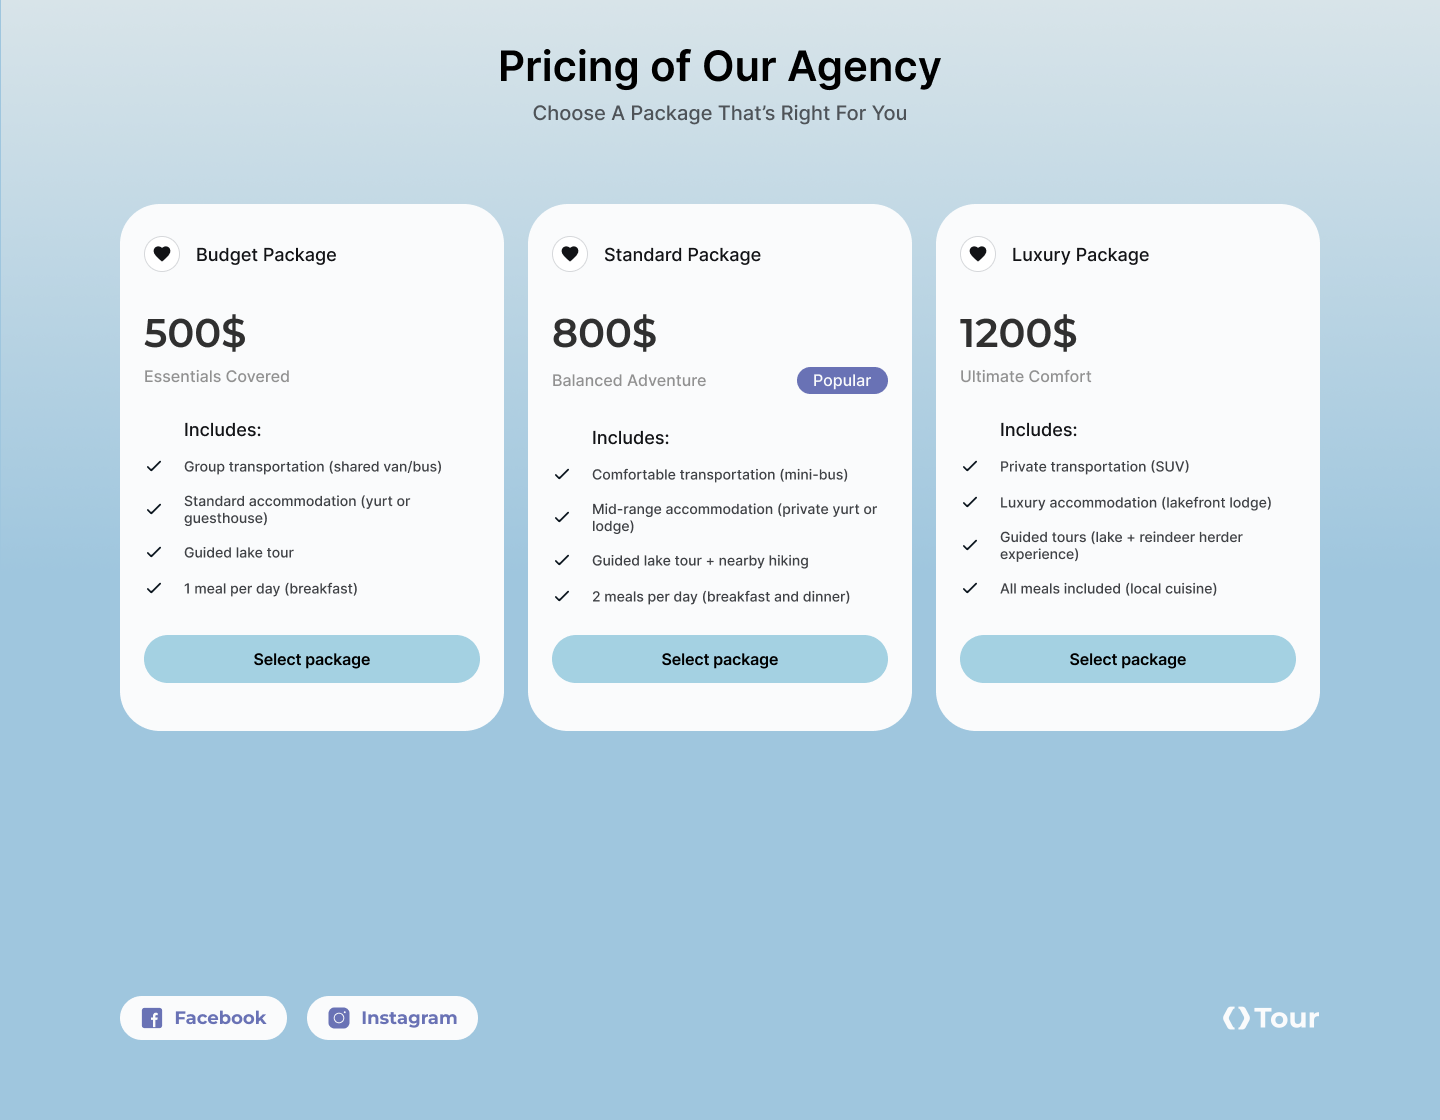 Pricing of Our Agency
Choose A Package That’s Right For You
Budget Package
500$
Essentials Covered
Includes:
Group transportation (shared van/bus)
Standard accommodation (yurt or
guesthouse)
Guided lake tour
1 meal per day (breakfast)
Select package
Standard Package
800$
Balanced Adventure
Popular
Includes:
Comfortable transportation (mini-bus)
Mid-range accommodation (private yurt or
lodge)
Guided lake tour + nearby hiking
2 meals per day (breakfast and dinner)
Select package
Luxury Package
1200$
Ultimate Comfort
Includes:
Private transportation (SUV)
Luxury accommodation (lakefront lodge)
Guided tours (lake + reindeer herder
experience)
All meals included (local cuisine)
Select package
Facebook
Instagram
Tour